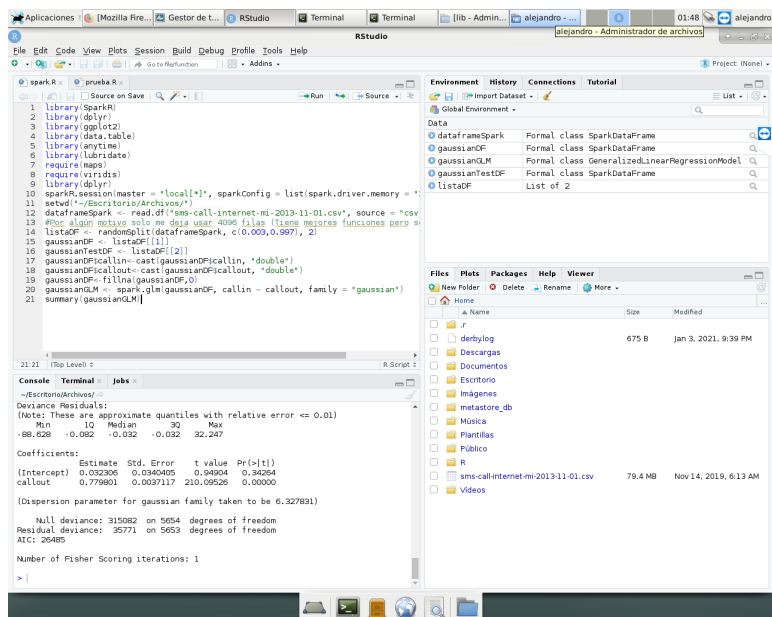 Aplicaciones
[Mozilla Fire...
Gestor de t...
RStudio
Terminal
Terminal
[lib - Admin...
alejandro - ...
01:48
alejandro
alejandro - Administrador de archivos
RStudio
File Edit Code View Plots Session Build Debug Profile Tools Help
Go to file/function
Addins
Project: (None)
spark.R
prueba.R
Source on Save
Run
Source
1 library(SparkR)
2 library(dplyr)
3 library(ggplot2)
4 library(data.table)
5 library(anytime)
6 library(lubridate)
7 require(maps)
8 require(viridis)
9 library(dplyr)
10 sparkR.session(master = "local[*]", sparkConfig = list(spark.driver.memory =
11 setwd("~/Escritorio/Archivos/")
12 dataframeSpark <- read.df("sms-call-internet-mi-2013-11-01.csv", source = "csv
13 #Por algún motivo solo me deja usar 4096 filas (Tiene mejores funciones pero s
14 listaDF <- randomSplit(dataframeSpark, c(0.003,0.997), 2)
15 gaussianDF <- listaDF[[1]]
16 gaussianTestDF <- listaDF[[2]]
17 gaussianDF$callin<-cast(gaussianDF$callin, "double")
18 gaussianDF$callout<-cast(gaussianDF$callout, "double")
19 gaussianDF<-fillna(gaussianDF,0)
20 gaussianGLM <- spark.glm(gaussianDF, callin ~ callout, family = "gaussian")
21 summary(gaussianGLM)
21:21 (Top Level) R Script
Console Terminal Jobs
~/Escritorio/Archivos/
Deviance Residuals:
(Note: These are approximate quantiles with relative error <= 0.01)
Min 1Q Median 3Q Max
-88.628 -0.082 -0.032 -0.032 32.247
Coefficients:
Estimate Std. Error t value Pr(>|t|)
(Intercept) 0.032306 0.0340405 0.94904 0.34264
callout 0.779801 0.0037117 210.09526 0.00000
(Dispersion parameter for gaussian family taken to be 6.327831)
Null deviance: 315082 on 5654 degrees of freedom
Residual deviance: 35771 on 5653 degrees of freedom
AIC: 26485
Number of Fisher Scoring iterations: 1
>
Environment History Connections Tutorial
Import Dataset
List
Global Environment
Data
dataframeSpark Formal class SparkDataFrame
gaussianDF Formal class SparkDataFrame
gaussianGLM Formal class GeneralizedLinearRegressionModel
gaussianTestDF Formal class SparkDataFrame
listaDF List of 2
Files Plots Packages Help Viewer
New Folder Delete Rename More
Home ...
Name Size Modified
.r
derby.log 675 B Jan 3, 2021, 9:39 PM
Descargas
Documentos
Escritorio
Imágenes
metastore_db
Música
Plantillas
Público
R
sms-call-internet-mi-2013-11-01.csv 79.4 MB Nov 14, 2019, 6:13 AM
Vídeos